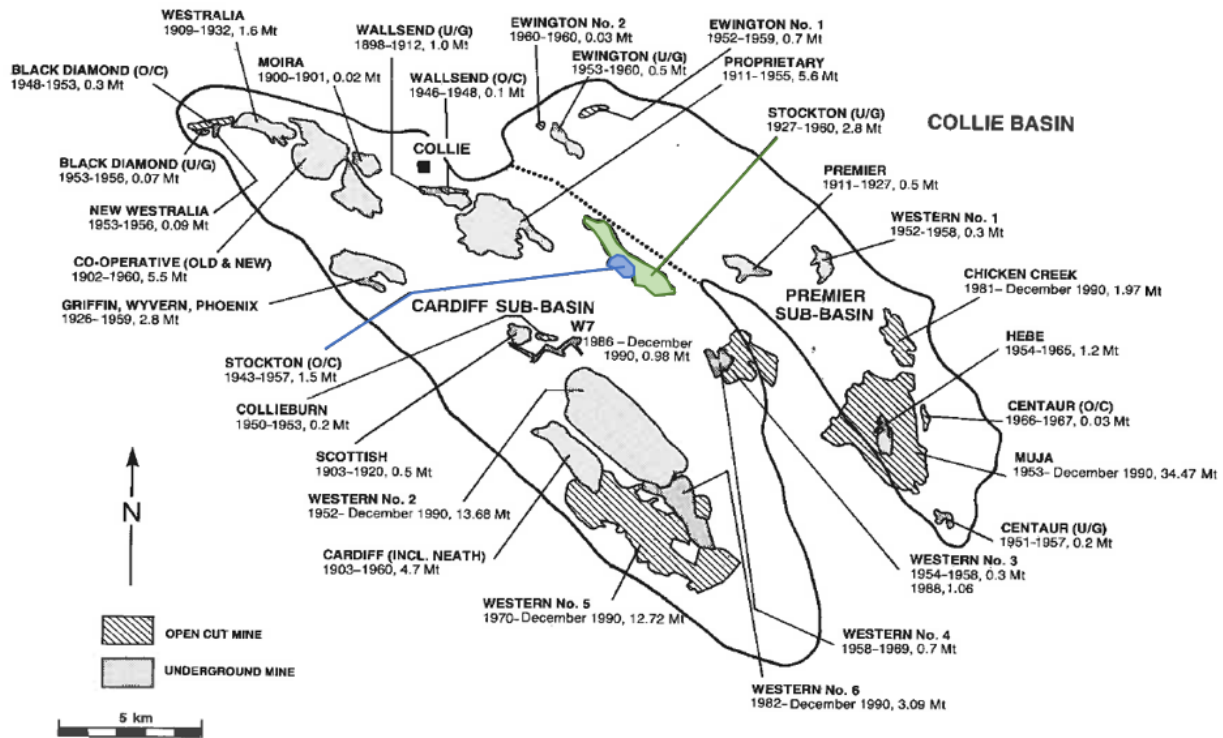 WESTRALIA
1909–1932, 1.6 Mt
BLACK DIAMOND (O/C)
1948-1953, 0.3 Mt
MOIRA
1900–1901, 0.02 Mt
WALLSEND (U/G)
1898–1912, 1.0 Mt
WALLSEND (O/C)
1946–1948, 0.1 Mt
EWINGTON No. 2
1960–1960, 0.03 Mt
EWINGTON (U/G)
1953–1960, 0.5 Mt
EWINGTON No. 1
1952–1959, 0.7 Mt
PROPRIETARY
1911–1955, 5.6 Mt
STOCKTON (U/G)
1927–1960, 2.8 Mt
COLLIE BASIN
COLLIE
BLACK DIAMOND (U/G)
1953-1956, 0.07 Mt
NEW WESTRALIA
1953-1956, 0.09 Mt
CO-OPERATIVE (OLD & NEW)
1902–1960, 5.5 Mt
GRIFFIN, WYVERN, PHOENIX
1926–1959, 2.8 Mt
PREMIER
1911–1927, 0.5 Mt
WESTERN No. 1
1952–1958, 0.3 Mt
CHICKEN CREEK
1981– December 1990, 1.97 Mt
CARDIFF SUB-BASIN
PREMIER
SUB-BASIN
W7
1986 – December
1990, 0.98 Mt
HEBE
1954-1965, 1.2 Mt
STOCKTON (O/C)
1943-1957, 1.5 Mt
COLLIEBURN
1950–1953, 0.2 Mt
SCOTTISH
1903–1920, 0.5 Mt
WESTERN No. 2
1952– December 1990, 13.68 Mt
CARDIFF (INCL. NEATH)
1903–1960, 4.7 Mt
CENTAUR (O/C)
1966–1967, 0.03 Mt
MUJA
1953– December 1990, 34.47 Mt
CENTAUR (U/G)
1951-1957, 0.2 Mt
WESTERN No. 3
1954–1958, 0.3 Mt
1988, 1.06
WESTERN No. 5
1970- December 1990, 12.72 Mt
WESTERN No. 4
1958–1969, 0.7 Mt
WESTERN No. 6
1982– December 1990, 3.09 Mt
N
OPEN CUT MINE
UNDERGROUND MINE
5 km